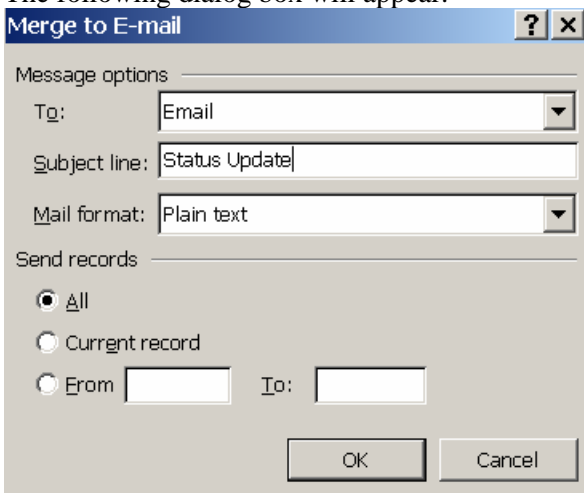 The following dialog box will appear.
Merge to E-mail ? ×
Message options
To: Email
Subject line: Status Update
Mail format: Plain text
Send records
All
Current record
From To:
OK Cancel